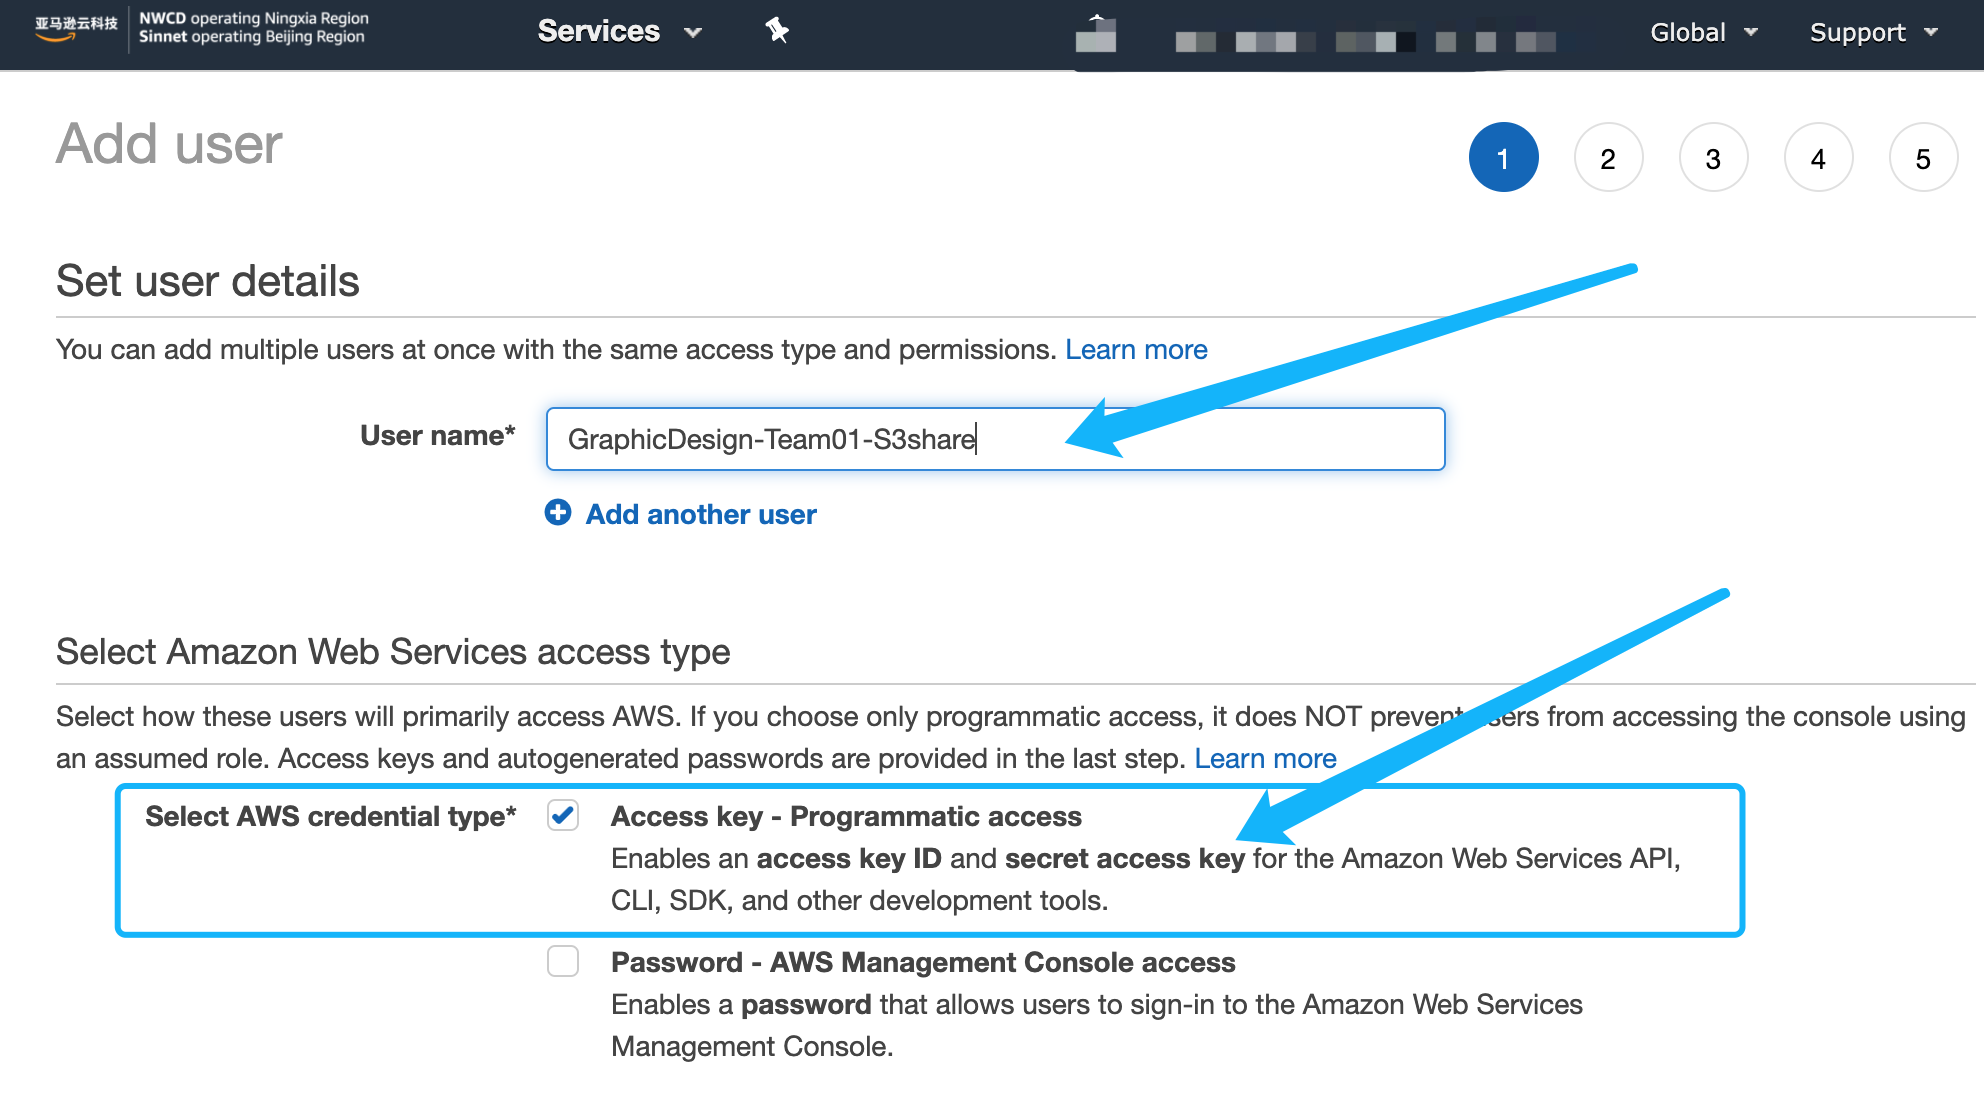 亚马逊云科技
NWCD operating Ningxia Region
Sinnet operating Beijing Region
Services
Global
Support
Add user
1 2 3 4 5
Set user details
You can add multiple users at once with the same access type and permissions. Learn more
User name* GraphicDesign-Team01-S3share
Add another user
Select Amazon Web Services access type
Select how these users will primarily access AWS. If you choose only programmatic access, it does NOT prevent users from accessing the console using
an assumed role. Access keys and autogenerated passwords are provided in the last step. Learn more
Select AWS credential type* Access key - Programmatic access
Enables an access key ID and secret access key for the Amazon Web Services API,
CLI, SDK, and other development tools.
Password - AWS Management Console access
Enables a password that allows users to sign-in to the Amazon Web Services
Management Console.